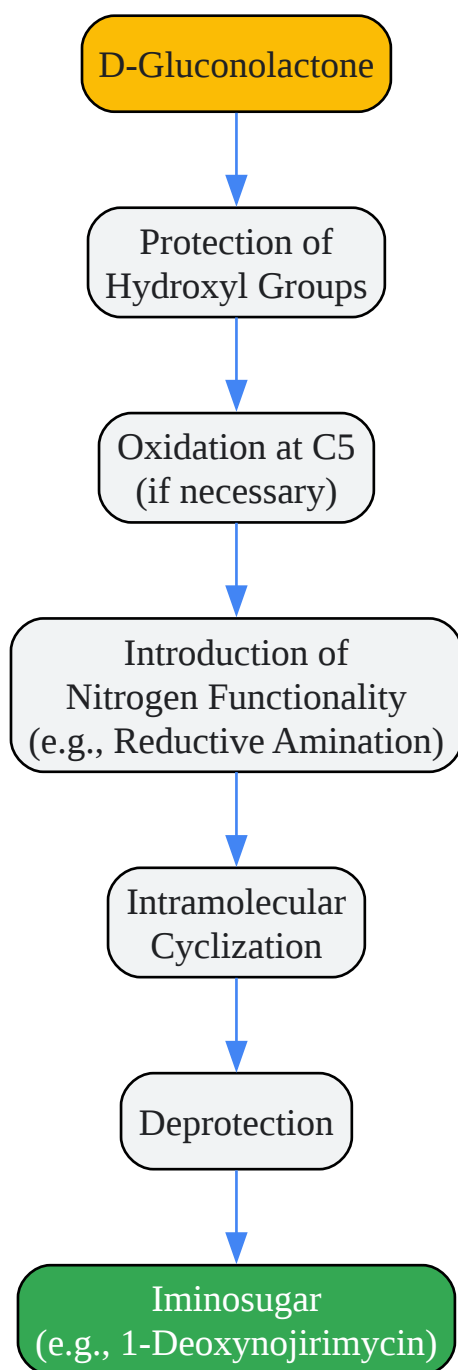 D-Gluconolactone
Protection of
Hydroxyl Groups
Oxidation at C5
(if necessary)
Introduction of
Nitrogen Functionality
(e.g., Reductive Amination)
Intramolecular
Cyclization
Deprotection
Iminosugar
(e.g., 1-Deoxynojirimycin)